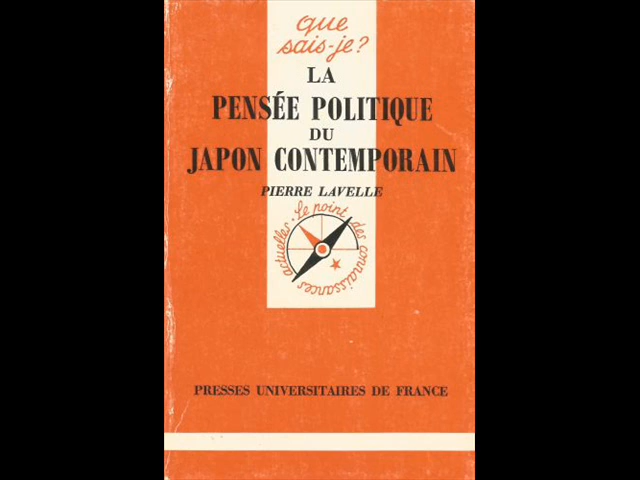 que
sais-je?
LA
PENSÉE POLITIQUE
DU
JAPON CONTEMPORAIN
PIERRE LAVELLE
Le point des connaissances actuelles.
PRESSES UNIVERSITAIRES DE FRANCE